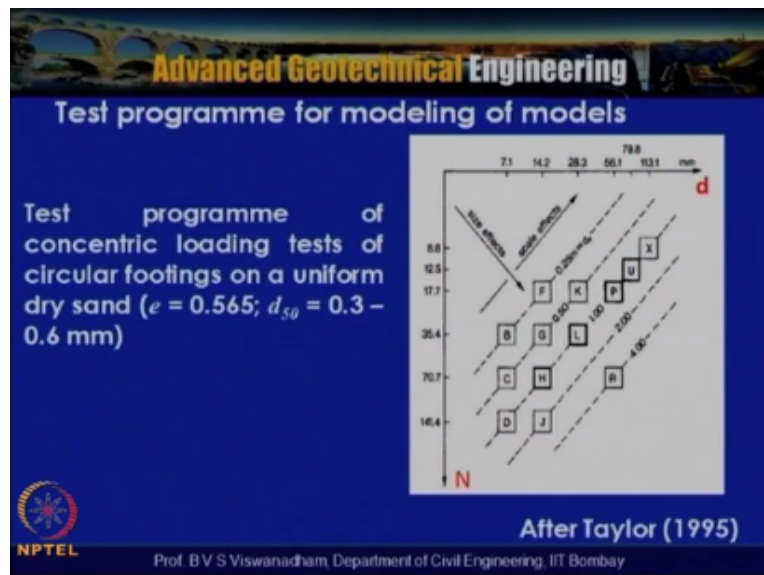 Advanced Geotechnical Engineering
Test programme for modeling of models
Test programme of
concentric loading tests of
circular footings on a uniform
dry sand (e = 0.565; d50 = 0.3 –
0.6 mm)
79.8
7.1 14.2 28.3 56.1 113.1 mm
d
size effects
scale effects
0.25m=dp
8.8
X
12.5
U
17.7
F K P
0.50
1.00
2.00
35.4
B G L
4.00
70.7
C H R
141.4
D J
N
After Taylor (1995)
NPTEL
Prof. B V S Viswanadham, Department of Civil Engineering, IIT Bombay